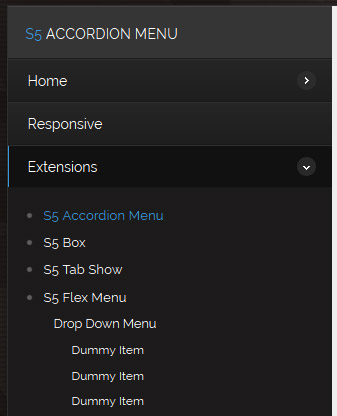 S5 ACCORDION MENU
Home
Responsive
Extensions
S5 Accordion Menu
S5 Box
S5 Tab Show
S5 Flex Menu
Drop Down Menu
Dummy Item
Dummy Item
Dummy Item